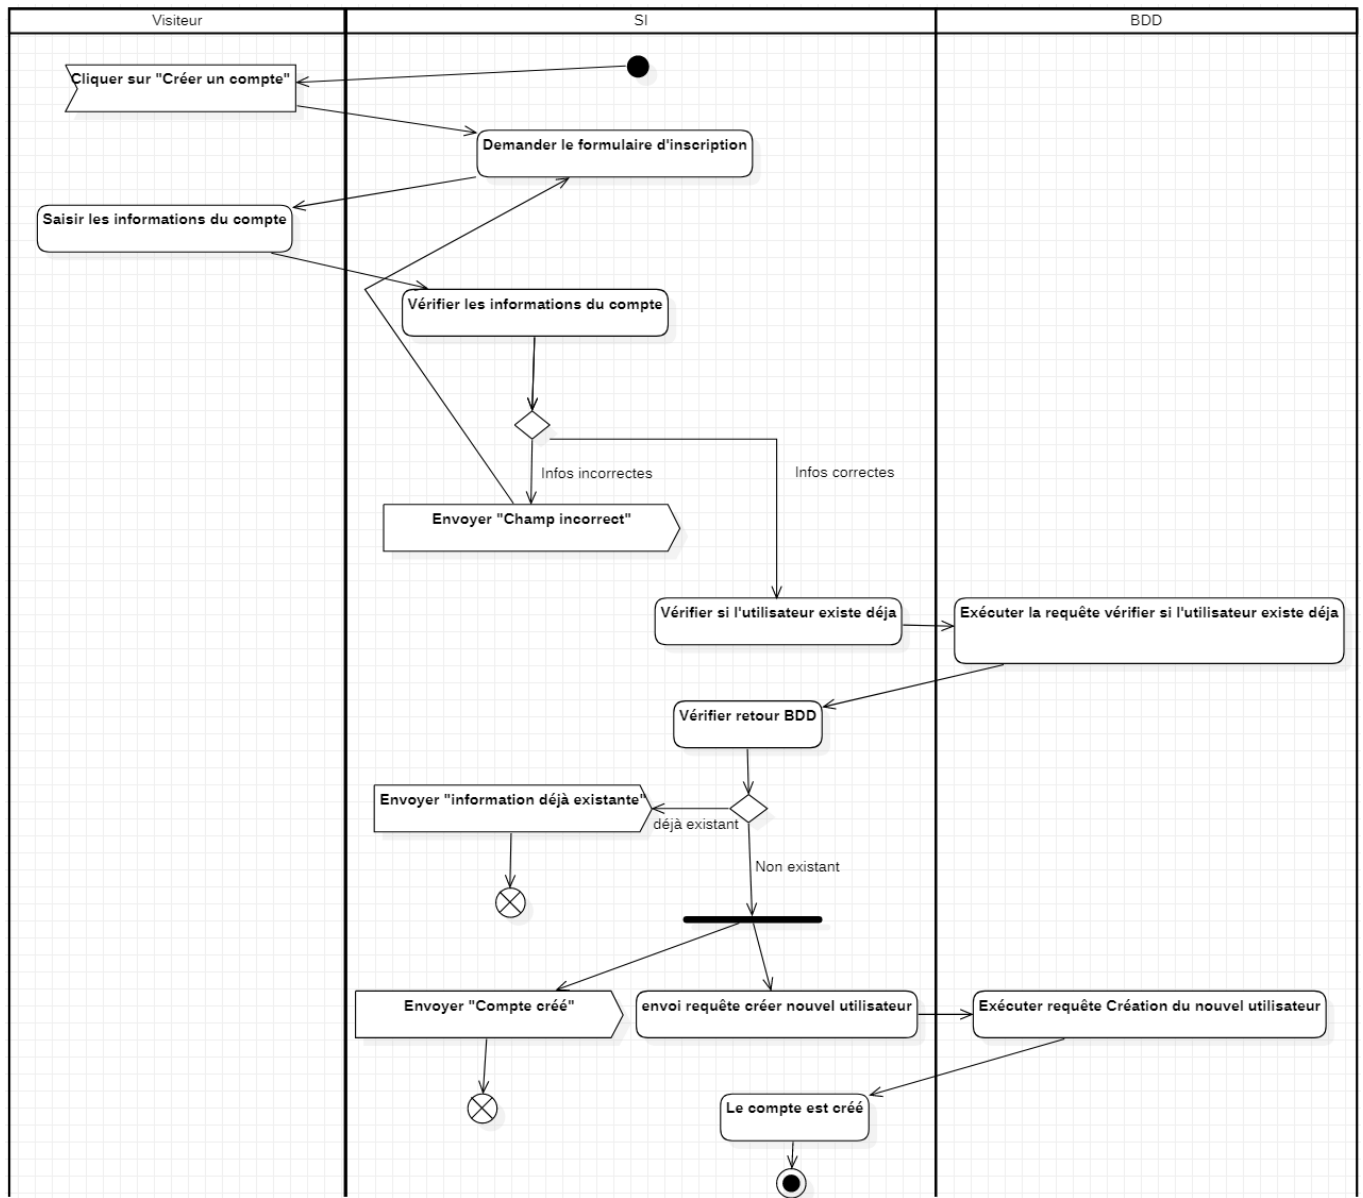 Visiteur
SI
BDD
Cliquer sur "Créer un compte"
Demander le formulaire d'inscription
Saisir les informations du compte
Vérifier les informations du compte
Infos incorrectes
Infos correctes
Envoyer "Champ incorrect"
Vérifier si l'utilisateur existe déja
Exécuter la requête vérifier si l'utilisateur existe déja
Vérifier retour BDD
Envoyer "information déjà existante"
déjà existant
Non existant
Envoyer "Compte créé"
envoi requête créer nouvel utilisateur
Exécuter requête Création du nouvel utilisateur
Le compte est créé